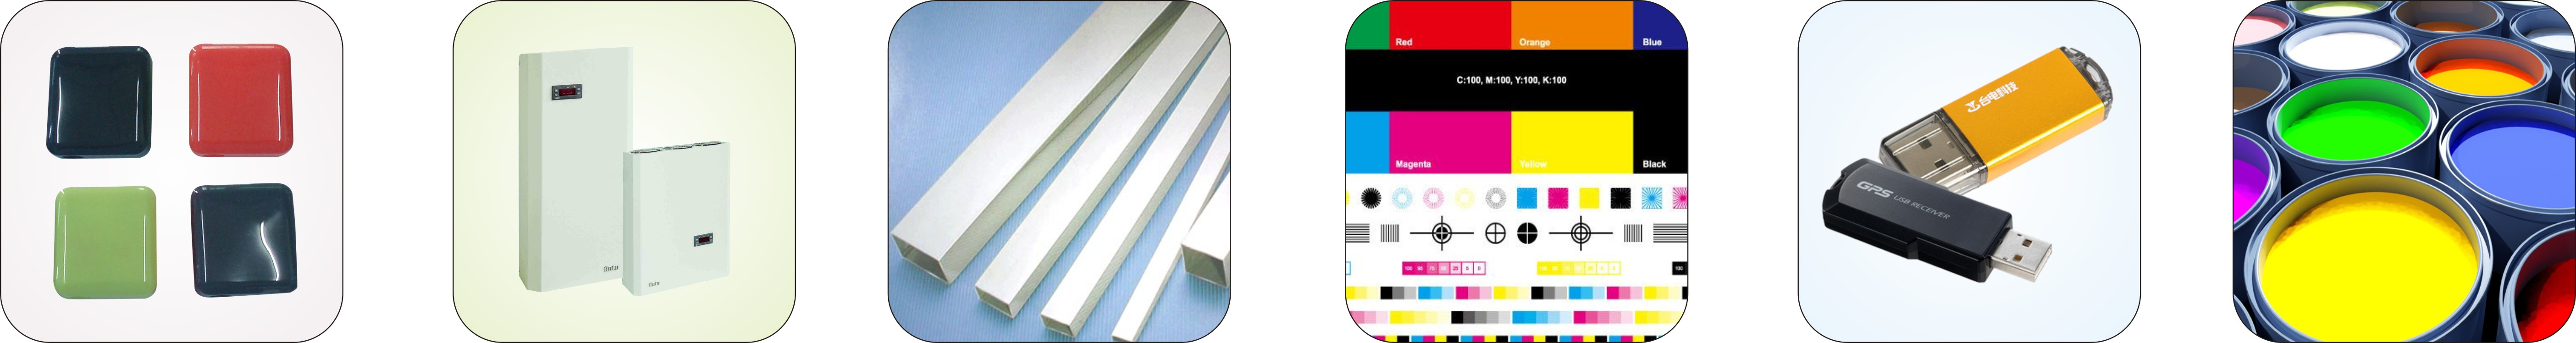 Red
Orange
Blue
C:100, M:100, Y:100, K:100
Magenta
Yellow
Black
台电科技
GPS USB RECEIVER